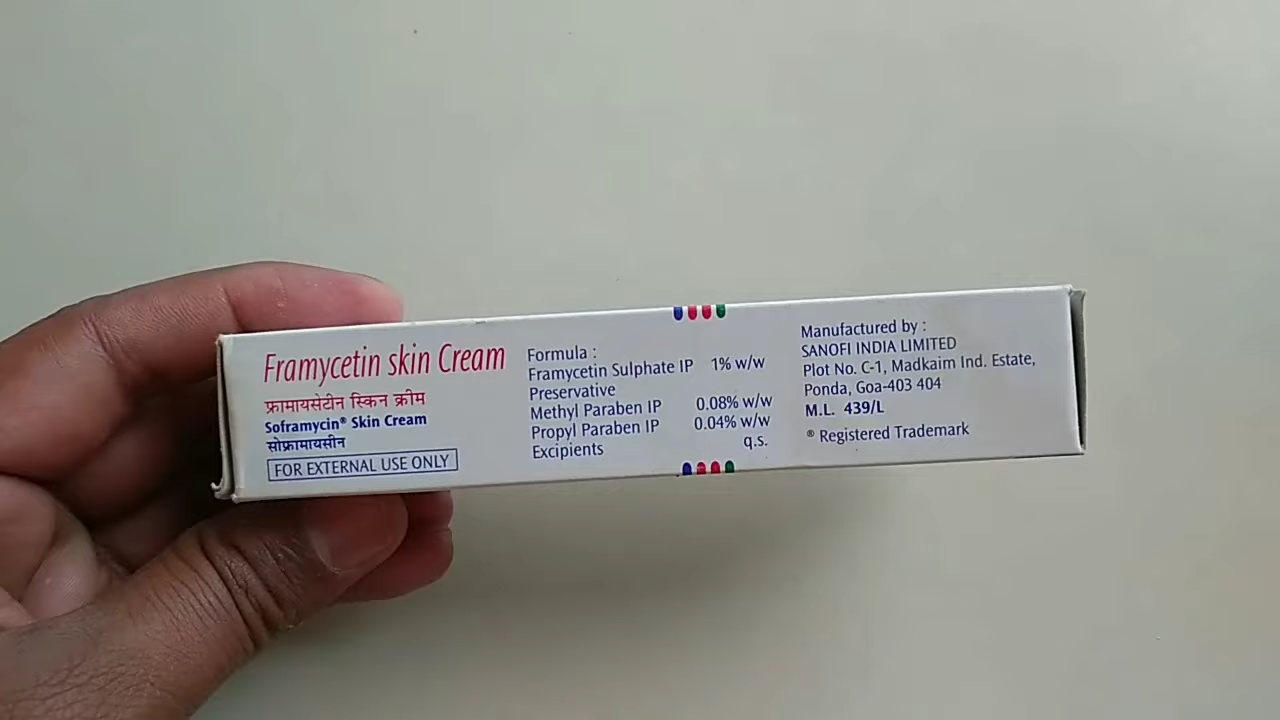 Framycetin skin Cream
फ्रामायसेटीन स्किन क्रीम
Soframycin® Skin Cream
सोफ्रामायसीन
FOR EXTERNAL USE ONLY
Formula :
Framycetin Sulphate IP 1% w/w
Preservative
Methyl Paraben IP 0.08% w/w
Propyl Paraben IP 0.04% w/w
Excipients q.s.
Manufactured by :
SANOFI INDIA LIMITED
Plot No. C-1, Madkaim Ind. Estate,
Ponda, Goa-403 404
M.L. 439/L
® Registered Trademark